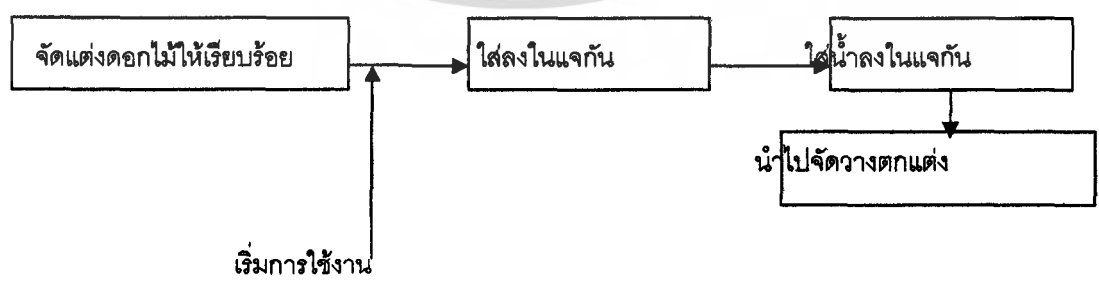 จัดแต่งดอกไม้ให้เรียบร้อย
ใส่ลงในแจกัน
ใส่น้ำลงในแจกัน
นำไปจัดวางตกแต่ง
เริ่มการใช้งาน